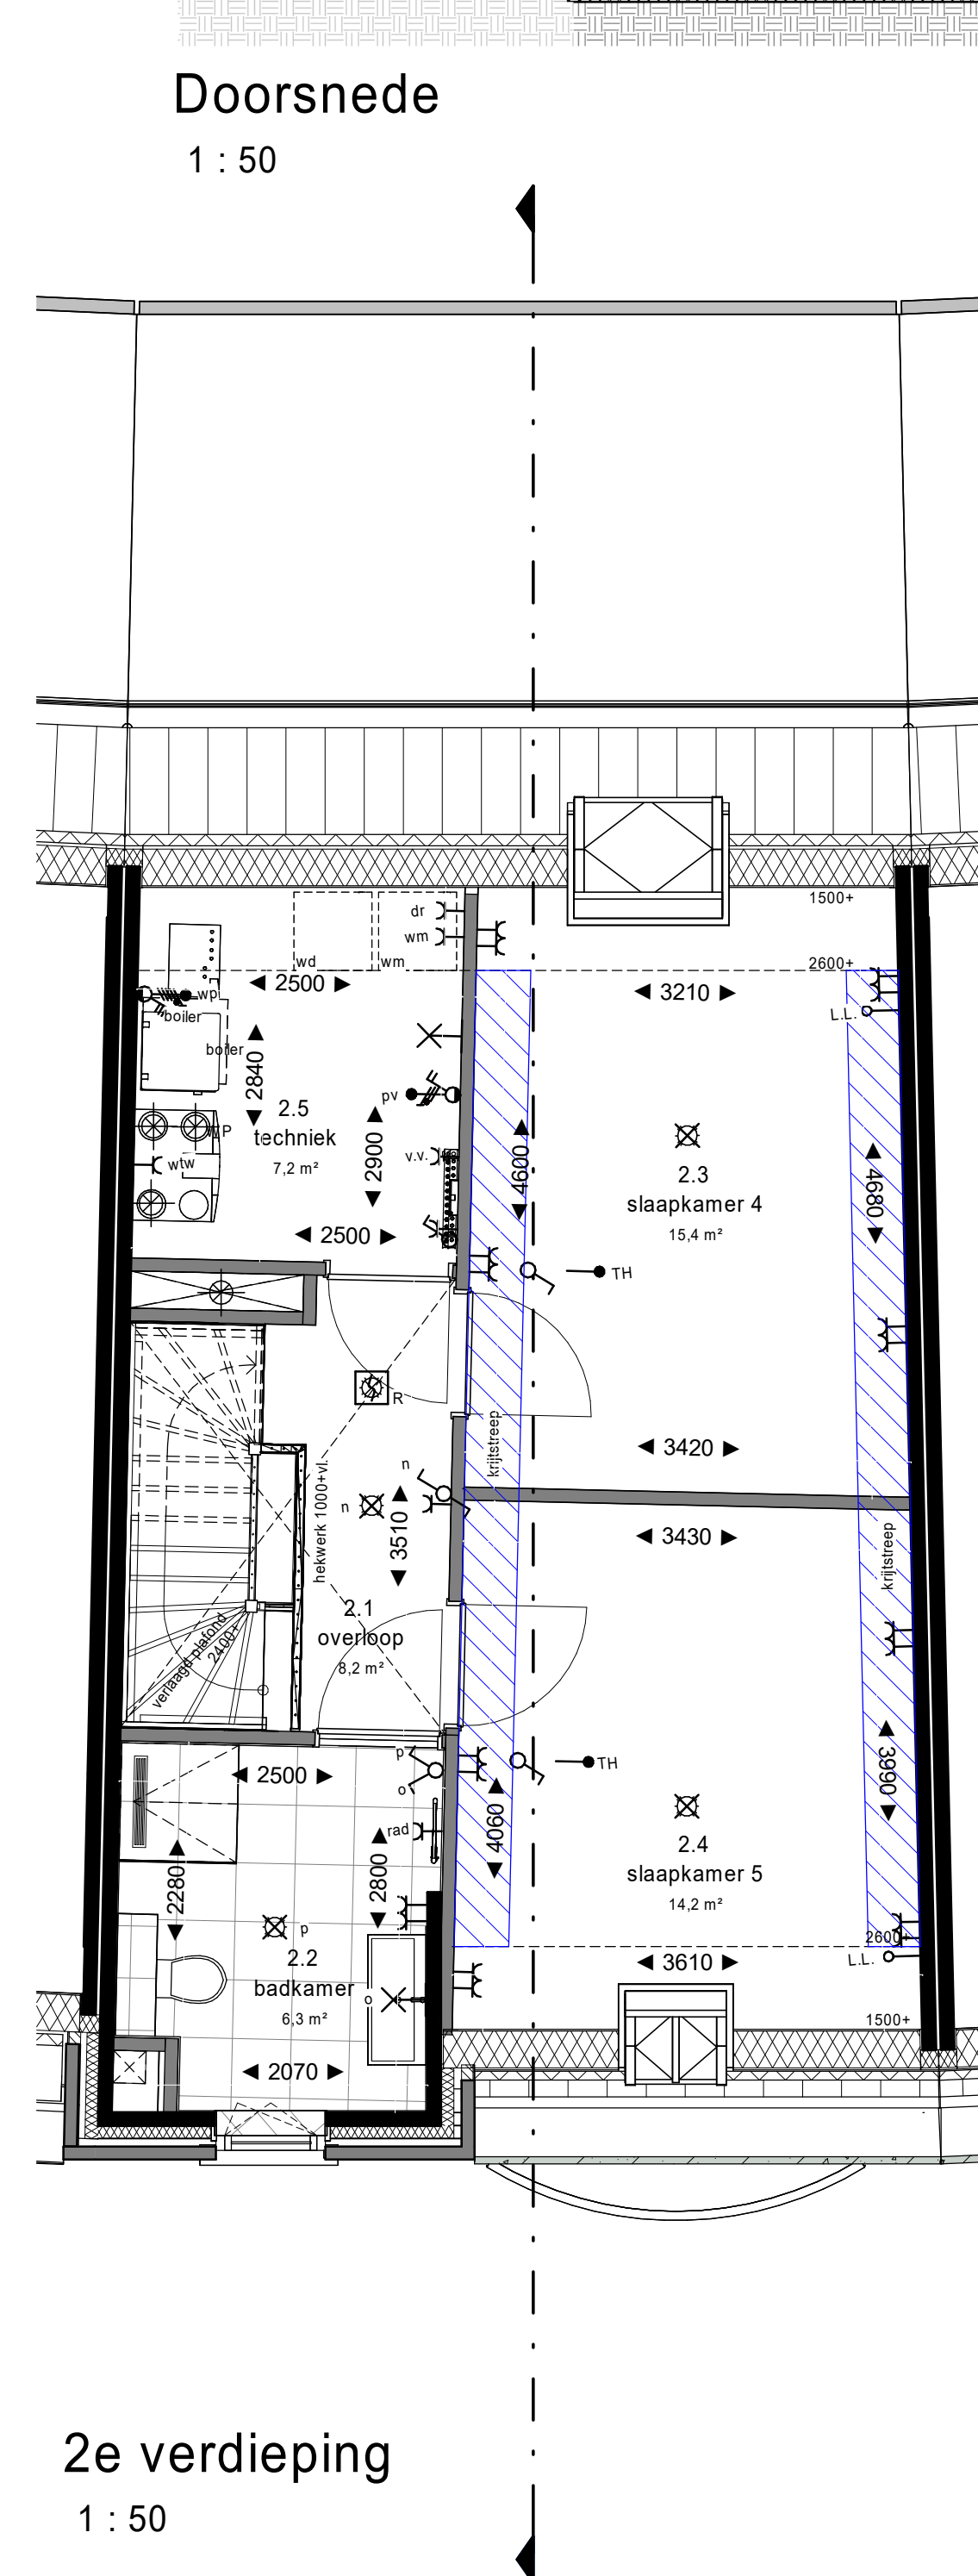 Doorsnede
1 : 50
1500+
dr
wm
wd
wm
2600+
2500
3210
wp
L.L.
boiler
boiler
2840
pv
2.5
techniek
7,2 m²
WP
wtw
2900
v.v.
4600
2.3
slaapkamer 4
15,4 m²
4680
2500
TH
R
krijtstreep
3420
n
n
hekwerk 1000+vl.
3510
3430
krijtstreep
2.1
overloop
8,2 m²
verlaagd plafond
2400+
p
o
TH
2500
rad
3990
4060
2280
2800
2.4
slaapkamer 5
14,2 m²
p
2.2
badkamer
6,3 m²
o
2600+
L.L.
3610
1500+
2070
2e verdieping
1 : 50